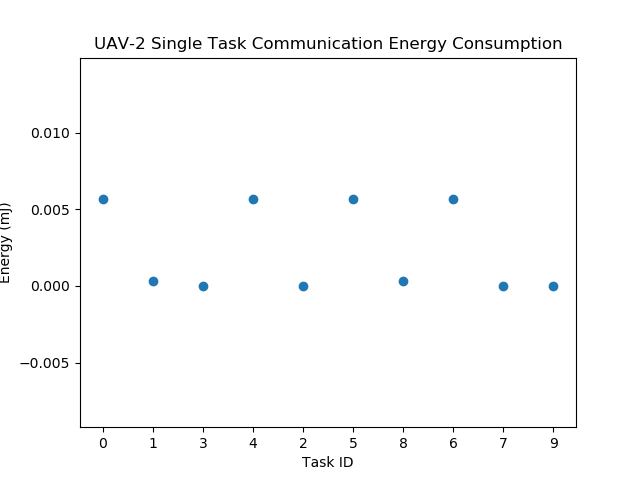 UAV-2 Single Task Communication Energy Consumption
0.010
0.005
0.000
−0.005
Energy (mJ)
0 1 3 4 2 5 8 6 7 9
Task ID